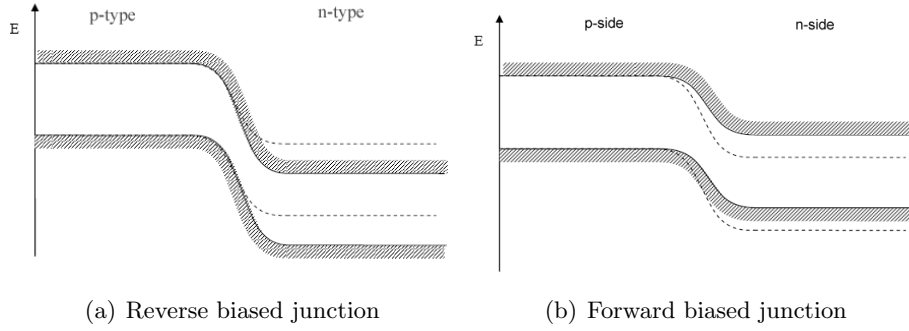 p-type
n-type
E
p-side
n-side
E
(a) Reverse biased junction
(b) Forward biased junction